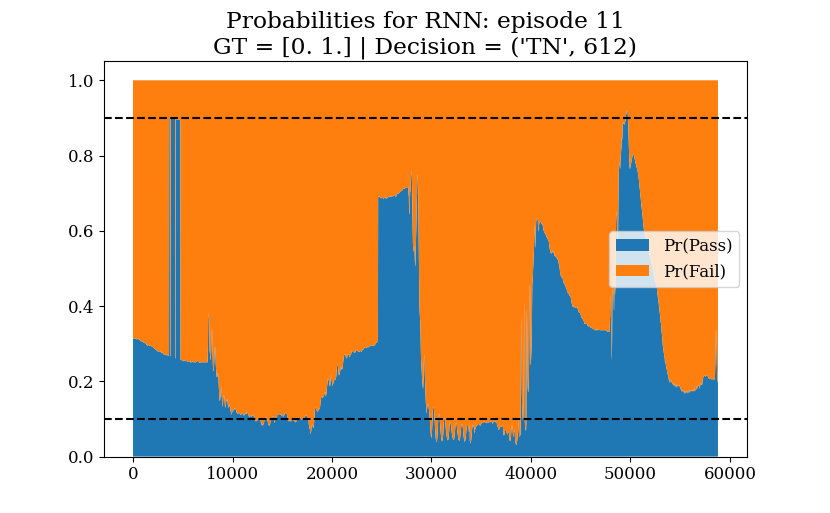 Probabilities for RNN: episode 11
GT = [0. 1.] | Decision = ('TN', 612)
1.0
0.8
0.6
0.4
0.2
0.0
Pr(Pass)
Pr(Fail)
0 10000 20000 30000 40000 50000 60000